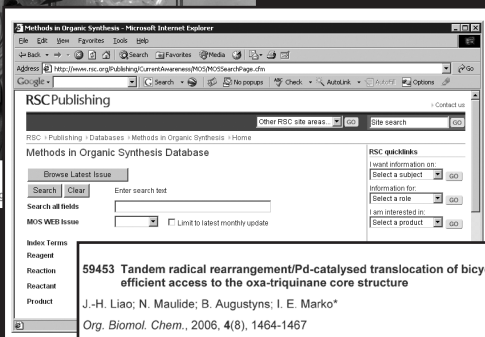 Methods in Organic Synthesis - Microsoft Internet Explorer
File Edit View Favorites Tools Help
Back Search Favorites Media
Address http://www.rsc.org/Publishing/CurrentAwareness/MOS/MOSSearchPage.cfm Go
Google Search No popups Check AutoLink AutoFill Options
RSCPublishing
Contact us
Other RSC site areas.. GO Site search GO
RSC › Publishing › Databases › Methods in Organic Synthesis › Home
Methods in Organic Synthesis Database
RSC quicklinks
Browse Latest Issue
I want information on:
Select a subject GO
Search Clear Enter search text
Information for:
Search all fields
Select a role GO
I am interested in:
MOS WEB Issue Limit to latest monthly update
Select a product GO
Index Terms
Reagent
Reaction
Reactant
Product
59453 Tandem radical rearrangement/Pd-catalysed translocation of bicy
efficient access to the oxa-triquinane core structure
J.-H. Liao; N. Maulide; B. Augustyns; I. E. Marko*
Org. Biomol. Chem., 2006, 4(8), 1464-1467